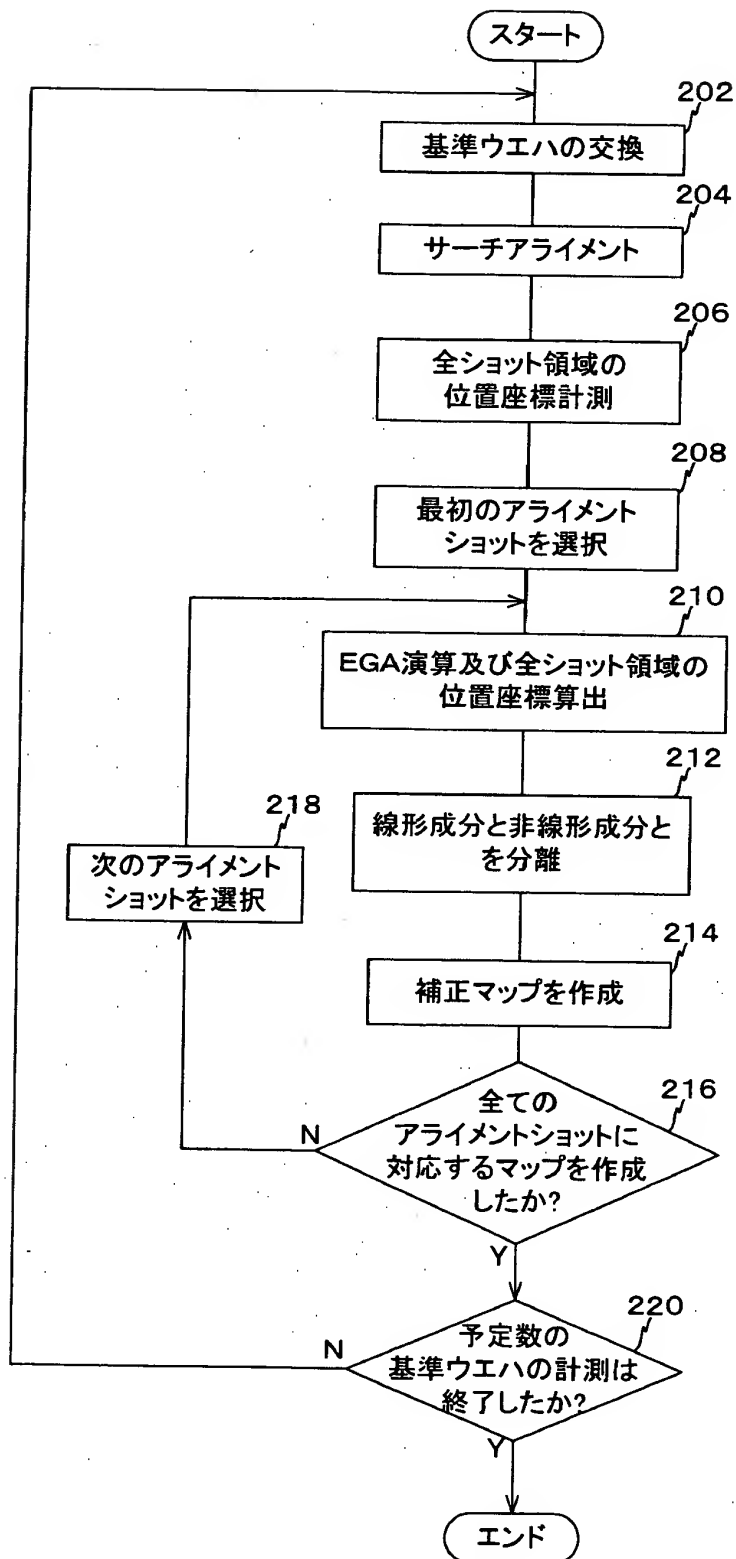 スタート
202
基準ウエハの交換
204
サーチアライメント
206
全ショット領域の
位置座標計測
208
最初のアライメント
ショットを選択
210
EGA演算及び全ショット領域の
位置座標算出
212
線形成分と非線形成分と
を分離
218
次のアライメント
ショットを選択
214
補正マップを作成
216
全ての
アライメントショットに
対応するマップを作成
したか?
N
Y
220
予定数の
基準ウエハの計測は
終了したか?
N
Y
エンド